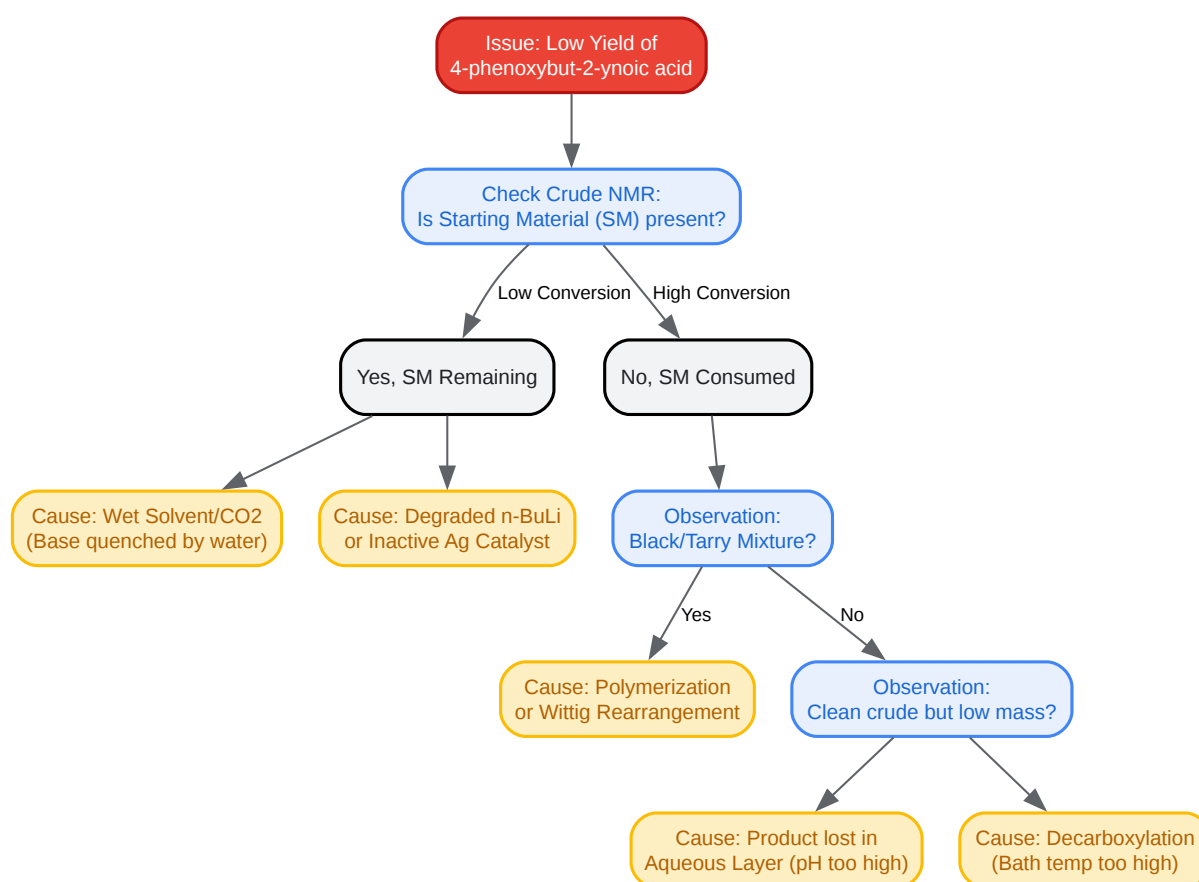 Issue: Low Yield of
4-phenoxybut-2-ynoic acid
Check Crude NMR:
Is Starting Material (SM) present?
Low Conversion
High Conversion
Yes, SM Remaining
No, SM Consumed
Cause: Wet Solvent/CO2
(Base quenched by water)
Cause: Degraded n-BuLi
or Inactive Ag Catalyst
Observation:
Black/Tarry Mixture?
Yes
No
Cause: Polymerization
or Wittig Rearrangement
Observation:
Clean crude but low mass?
Cause: Product lost in
Aqueous Layer (pH too high)
Cause: Decarboxylation
(Bath temp too high)